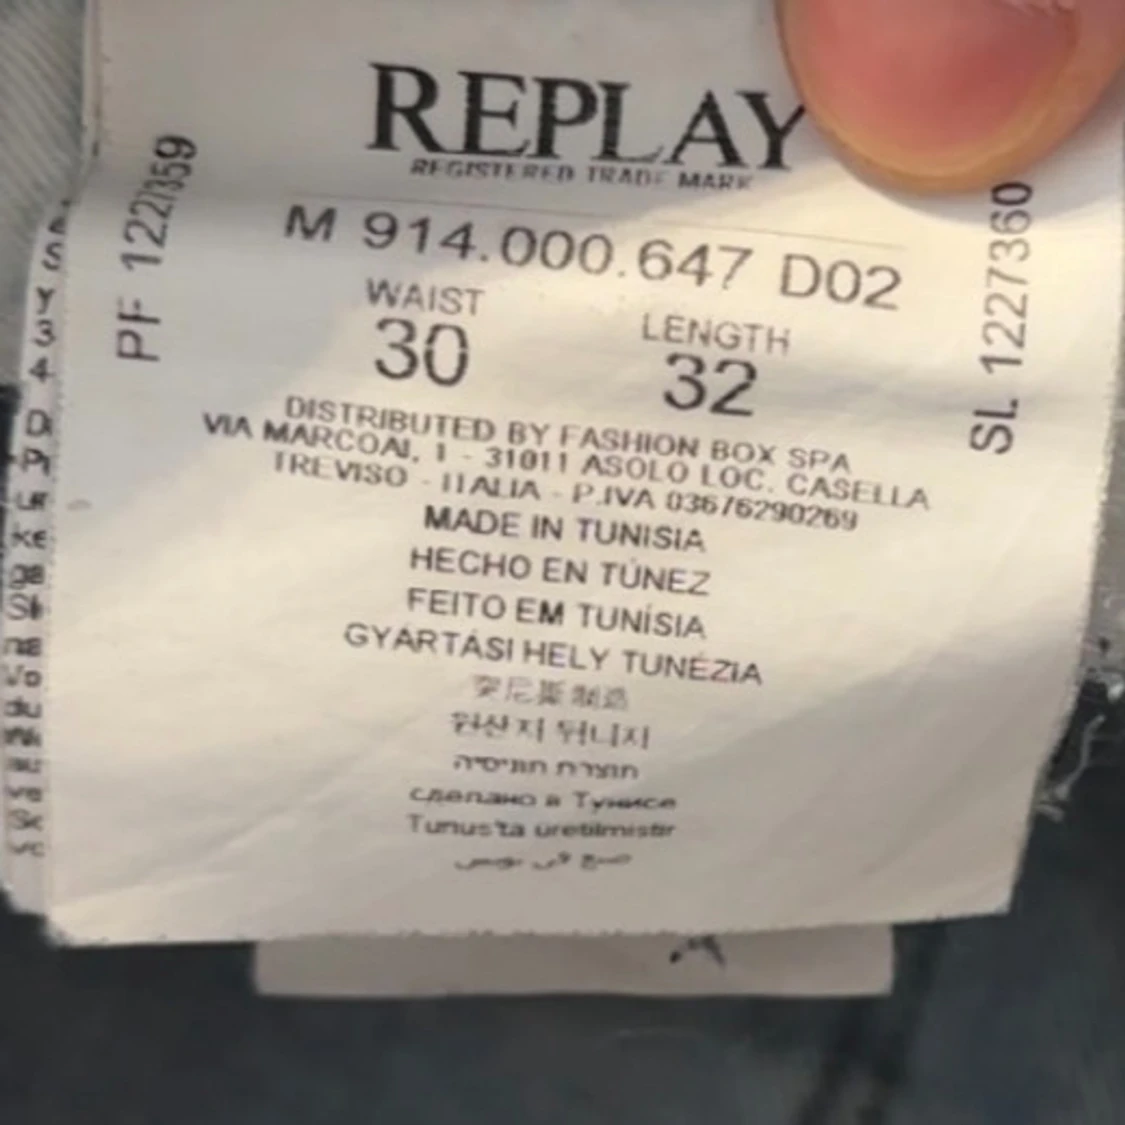 REPLAY
REGISTERED TRADE MARK
M 914.000.647 D02
WAIST
30
LENGTH
32
PF 122/359
SL 1227360
DISTRIBUTED BY FASHION BOX SPA
VIA MARCOAI, 1 - 31011 ASOLO LOC. CASELLA
TREVISO - ITALIA - P.IVA 03676290269
MADE IN TUNISIA
HECHO EN TÚNEZ
FEITO EM TUNÍSIA
GYÁRTÁSI HELY TUNÉZIA
突尼斯制造
원산지 튀니지
תוצרת תוניסיה
сделано в Тунисе
Tunus'ta üretilmiştir
صنع في تونس